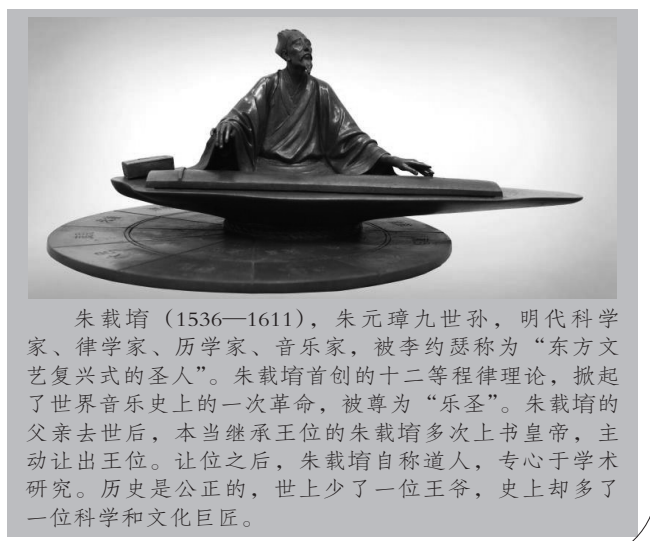 朱载堉（1536—1611），朱元璋九世孙，明代科学
家、律学家、历学家、音乐家，被李约瑟称为“东方文
艺复兴式的圣人”。朱载堉首创的十二等程律理论，掀起
了世界音乐史上的一次革命，被尊为“乐圣”。朱载堉的
父亲去世后，本当继承王位的朱载堉多次上书皇帝，主
动让出王位。让位之后，朱载堉自称道人，专心于学术
研究。历史是公正的，世上少了一位王爷，史上却多了
一位科学和文化巨匠。